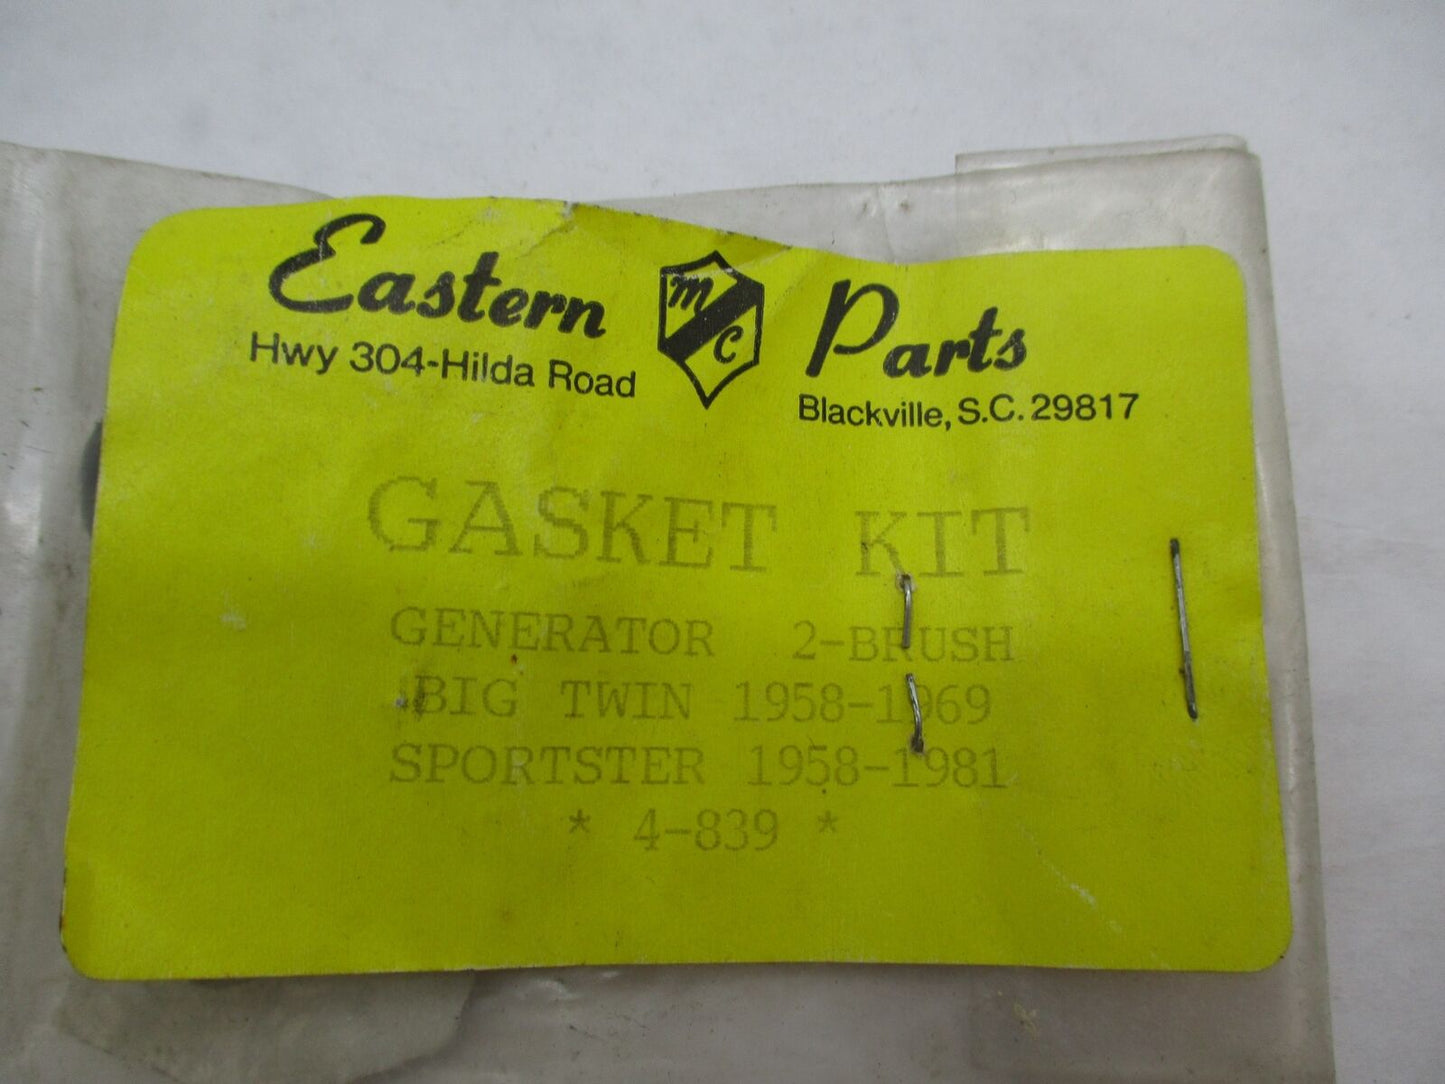 Eastern MC Parts
Hwy 304-Hilda Road
Blackville, S.C. 29817
GASKET KIT
GENERATOR 2-BRUSH
BIG TWIN 1958-1969
SPORTSTER 1958-1981
* 4-839 *